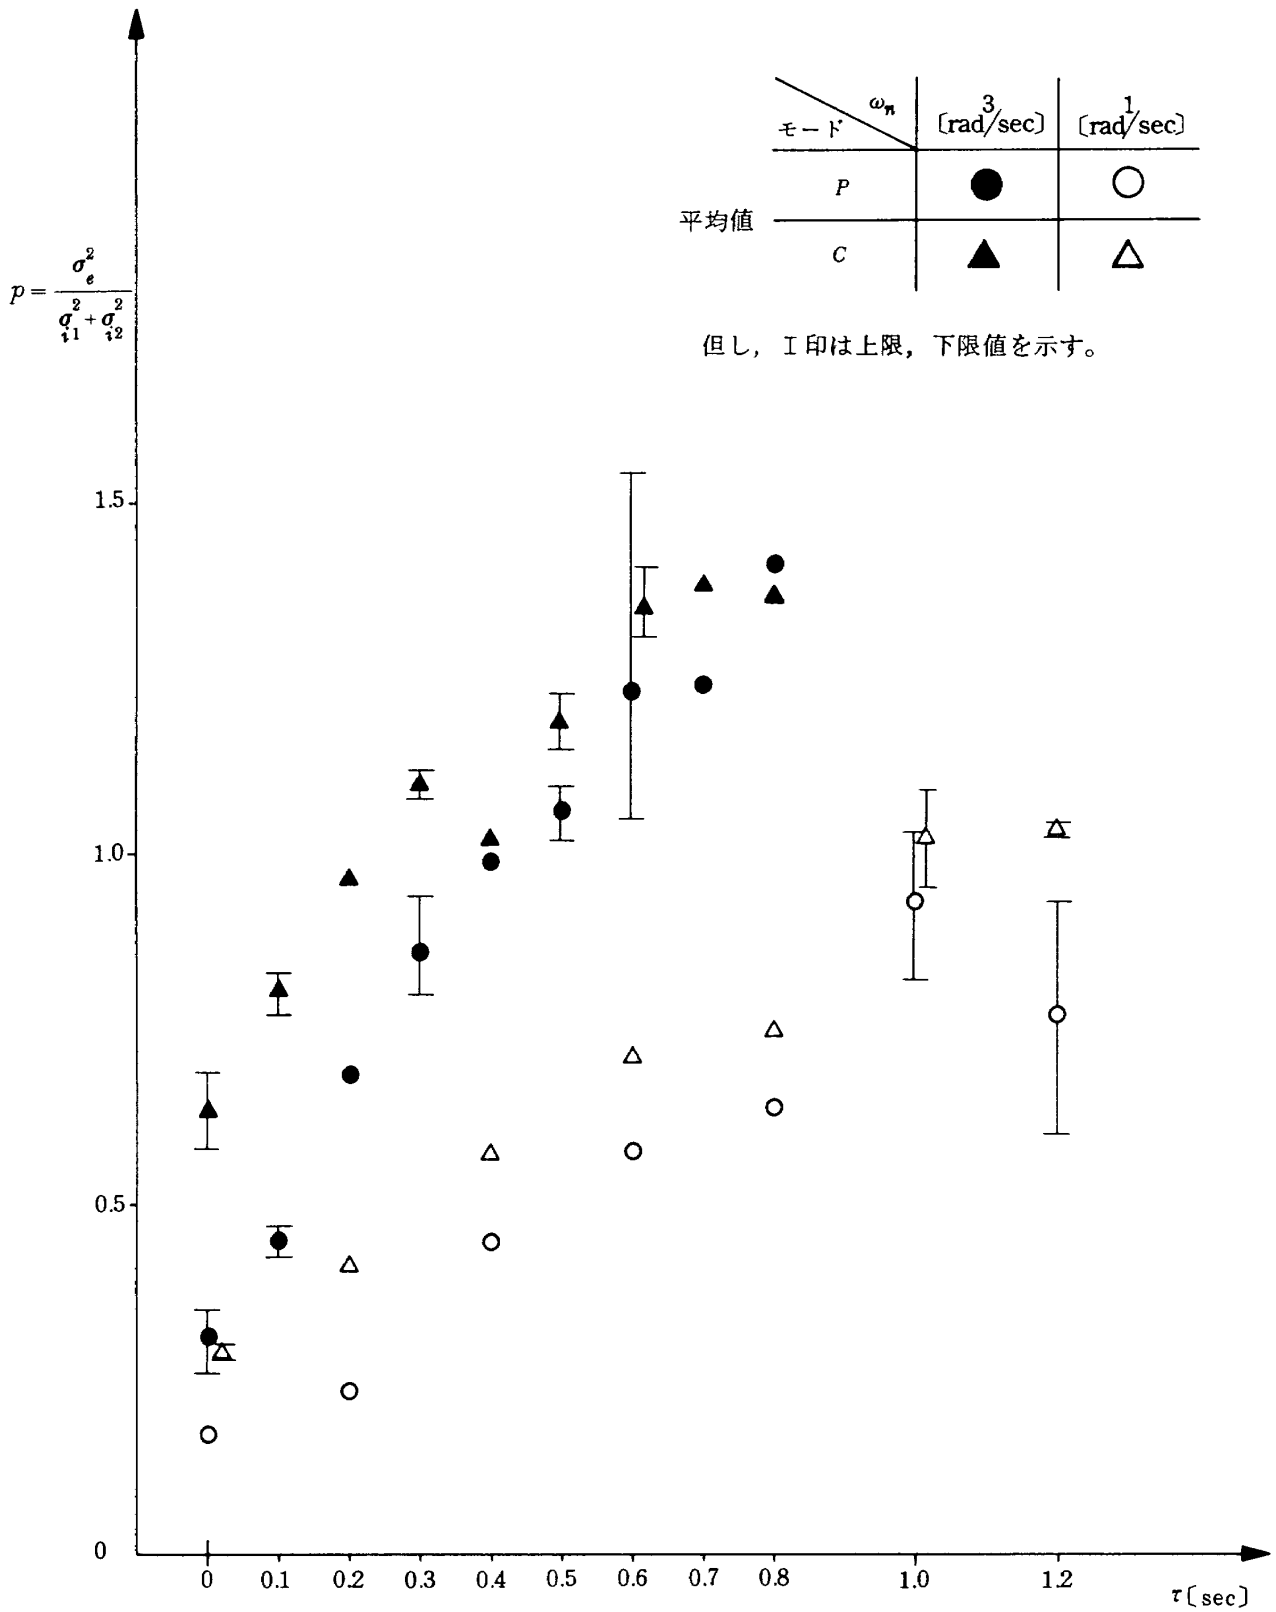 ωn 3 1
モード 〔rad/sec〕 〔rad/sec〕
P
平均値
C
p = σe² / σi1² + σi2²
但し，I印は上限，下限値を示す。
1.5
1.0
0.5
0
0 0.1 0.2 0.3 0.4 0.5 0.6 0.7 0.8 1.0 1.2
τ〔sec〕